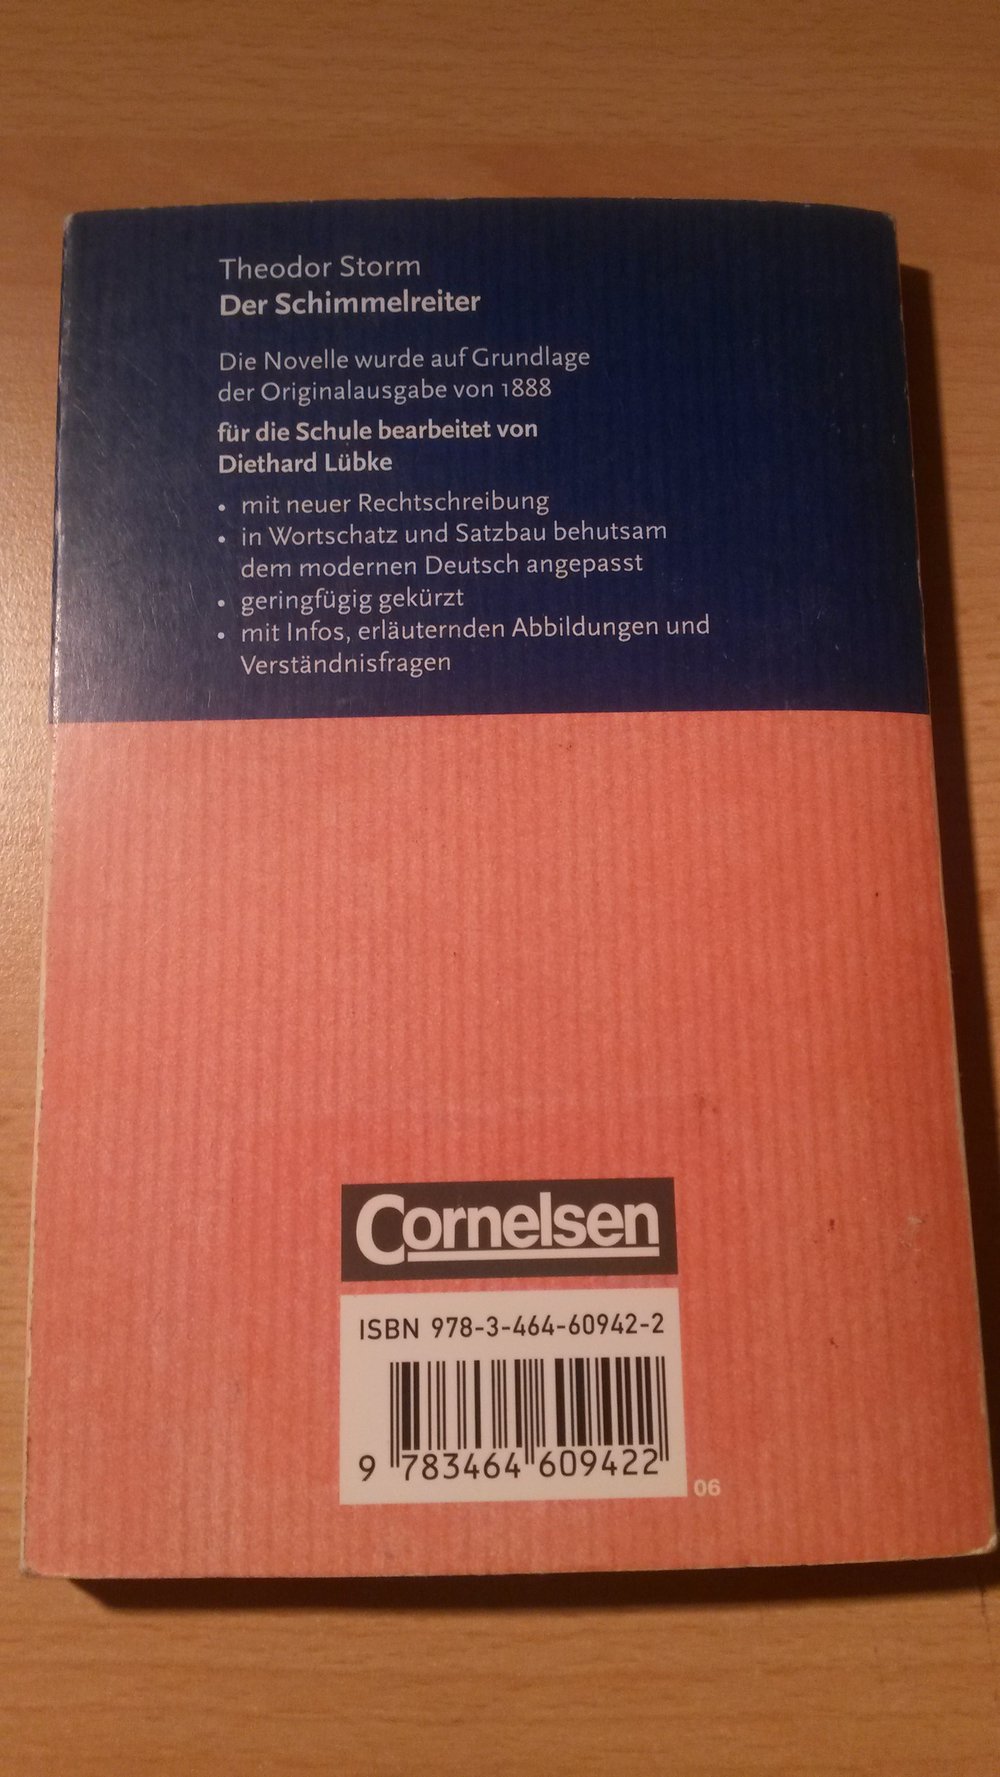 Theodor Storm
Der Schimmelreiter
Die Novelle wurde auf Grundlage
der Originalausgabe von 1888
für die Schule bearbeitet von
Diethard Lübke
• mit neuer Rechtschreibung
• in Wortschatz und Satzbau behutsam
dem modernen Deutsch angepasst
• geringfügig gekürzt
• mit Infos, erläuternden Abbildungen und
Verständnisfragen
Cornelsen
ISBN 978-3-464-60942-2
9 783464 609422
06